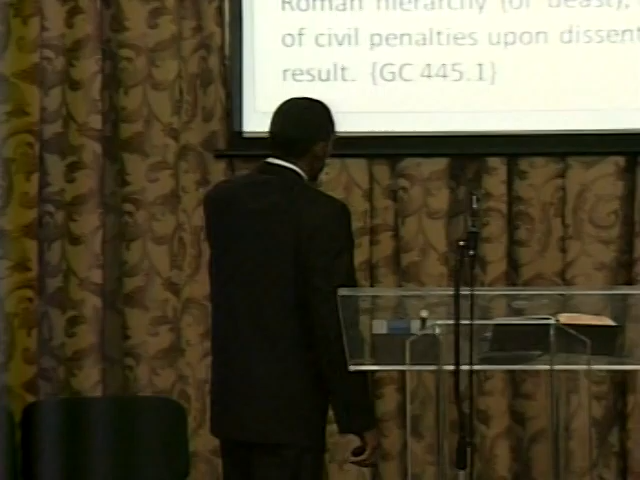 Roman hierarchy (or beast),
of civil penalties upon dissent
result. {GC 445.1}